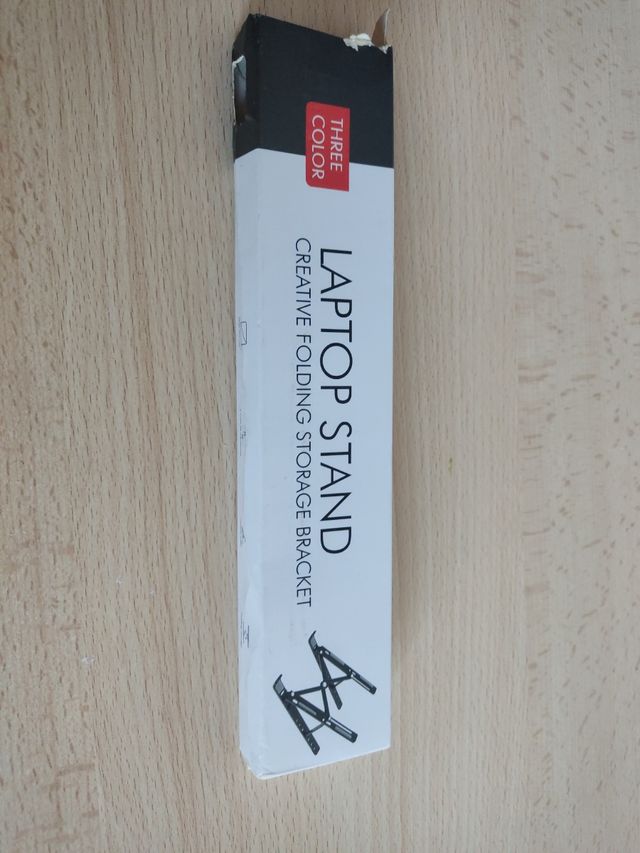 THREE
COLOR
LAPTOP STAND
CREATIVE FOLDING STORAGE BRACKET